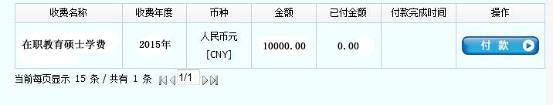 收费名称 收费年度 币种 金额 已付金额 付款完成时间 操作
在职教育硕士学费 2015年 人民币元 [CNY] 10000.00 0.00 付 款
当前每页显示 15 条 / 共有 1 条 1/1